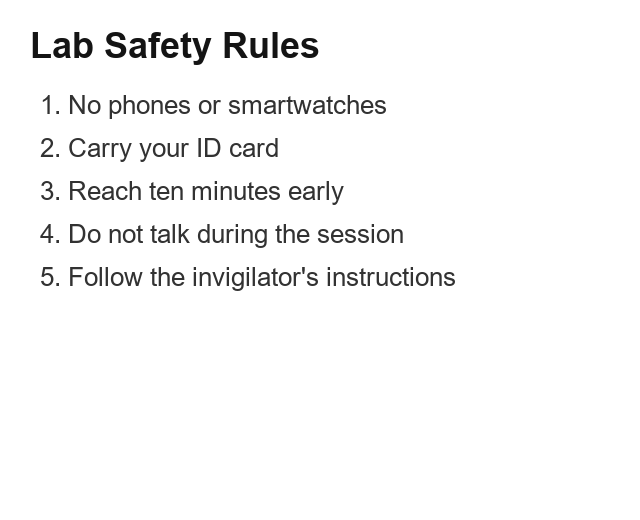 Lab Safety Rules
1. No phones or smartwatches
2. Carry your ID card
3. Reach ten minutes early
4. Do not talk during the session
5. Follow the invigilator's instructions